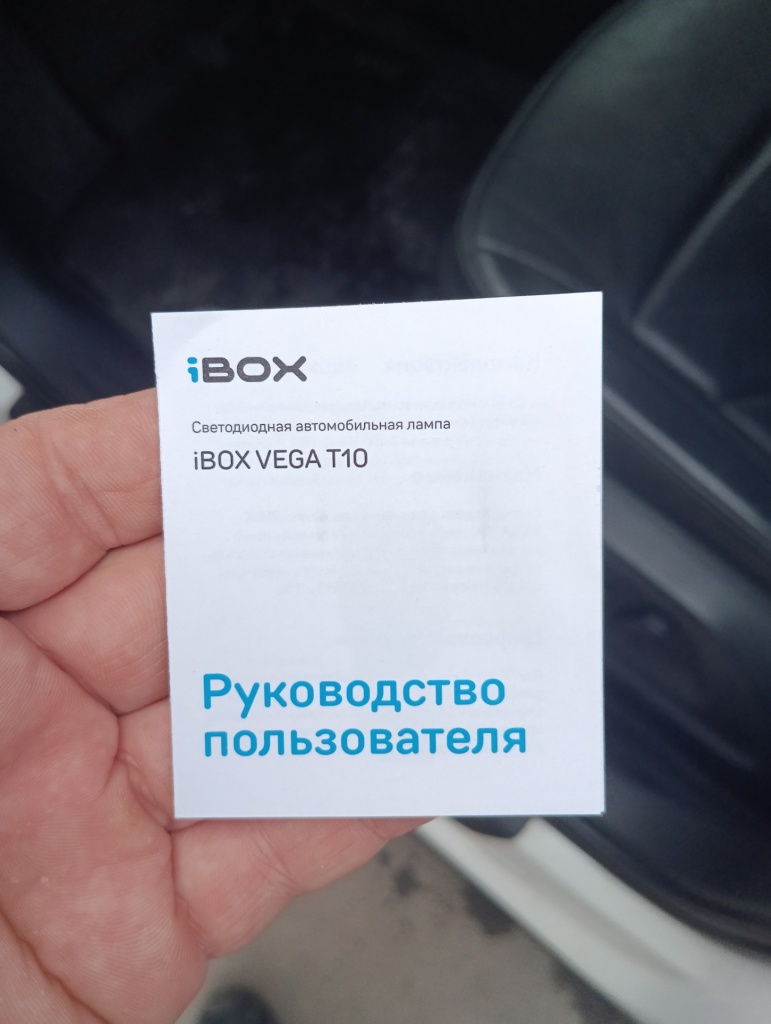 iBOX
Светодиодная автомобильная лампа
iBOX VEGA T10
Руководство
пользователя